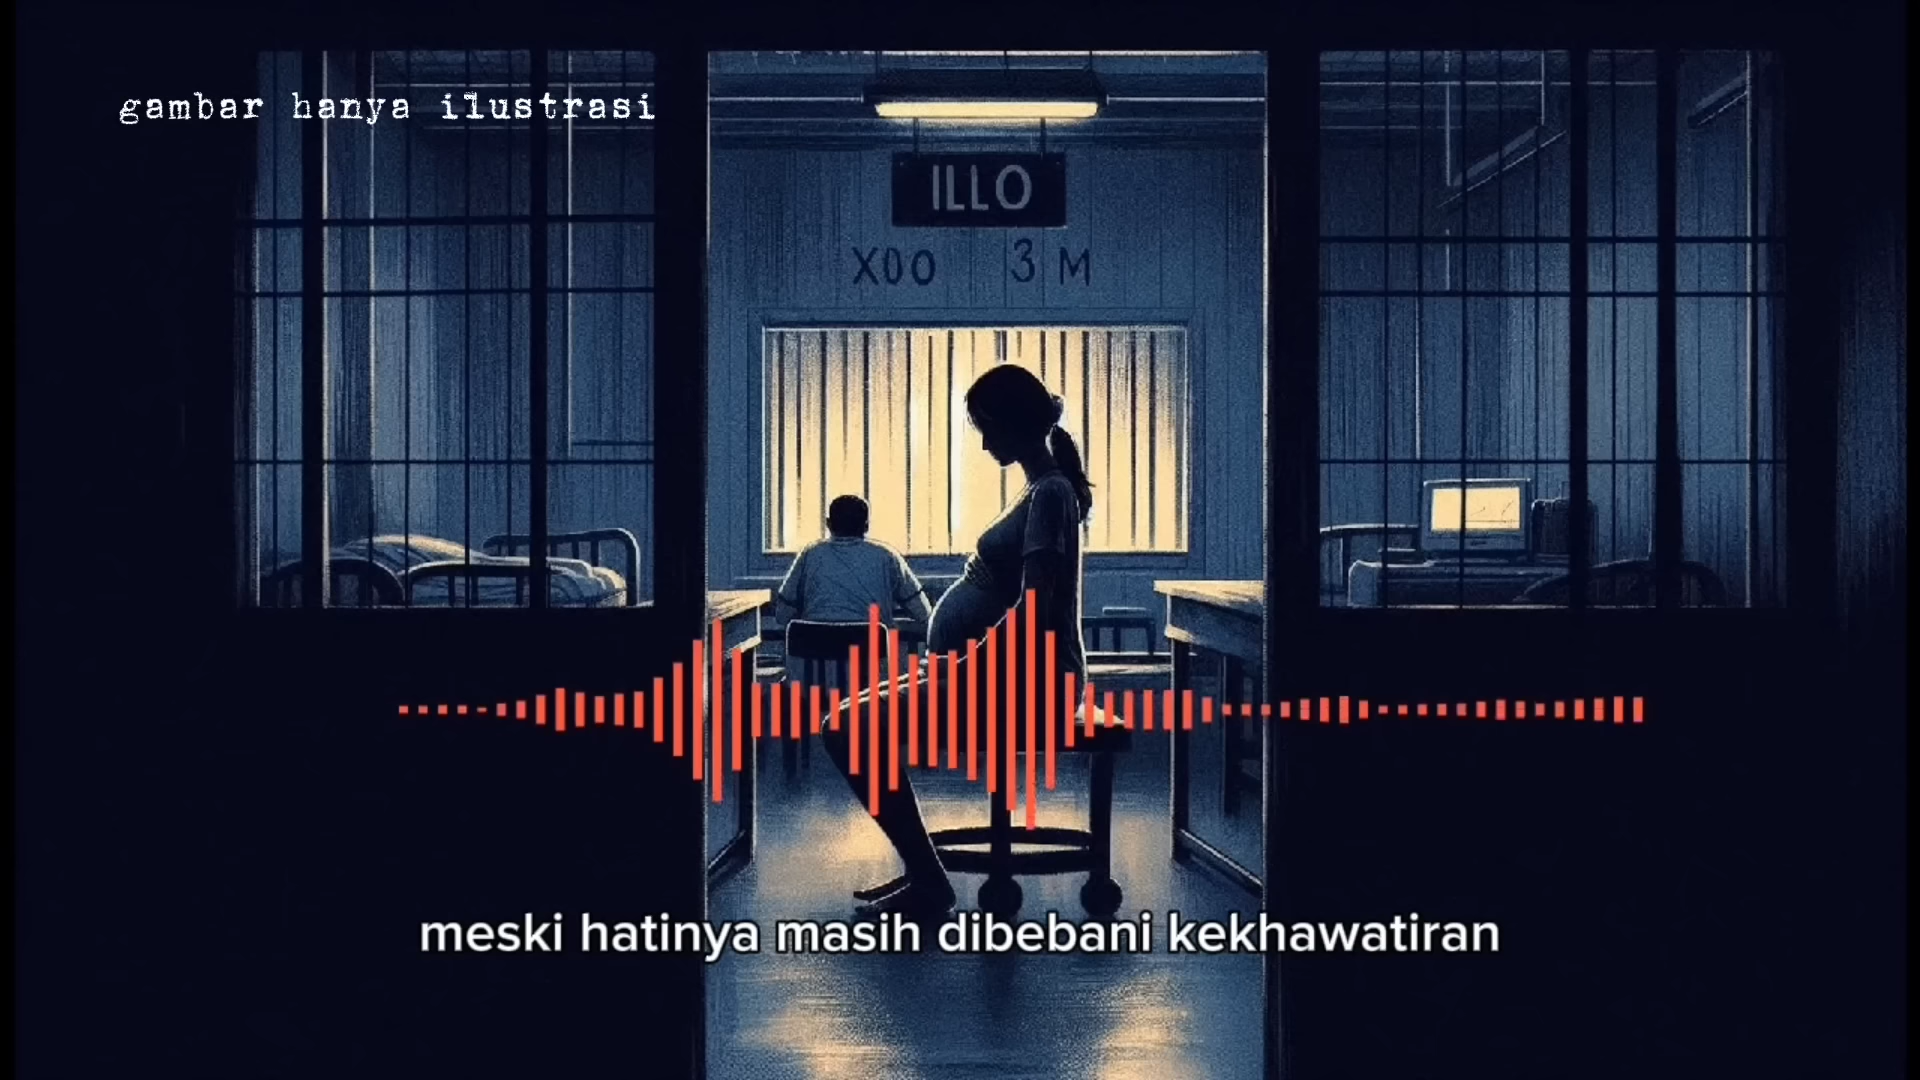 gambar hanya ilustrasi
ILLO
X00 3 M
meski hatinya masih dibebani kekhawatiran